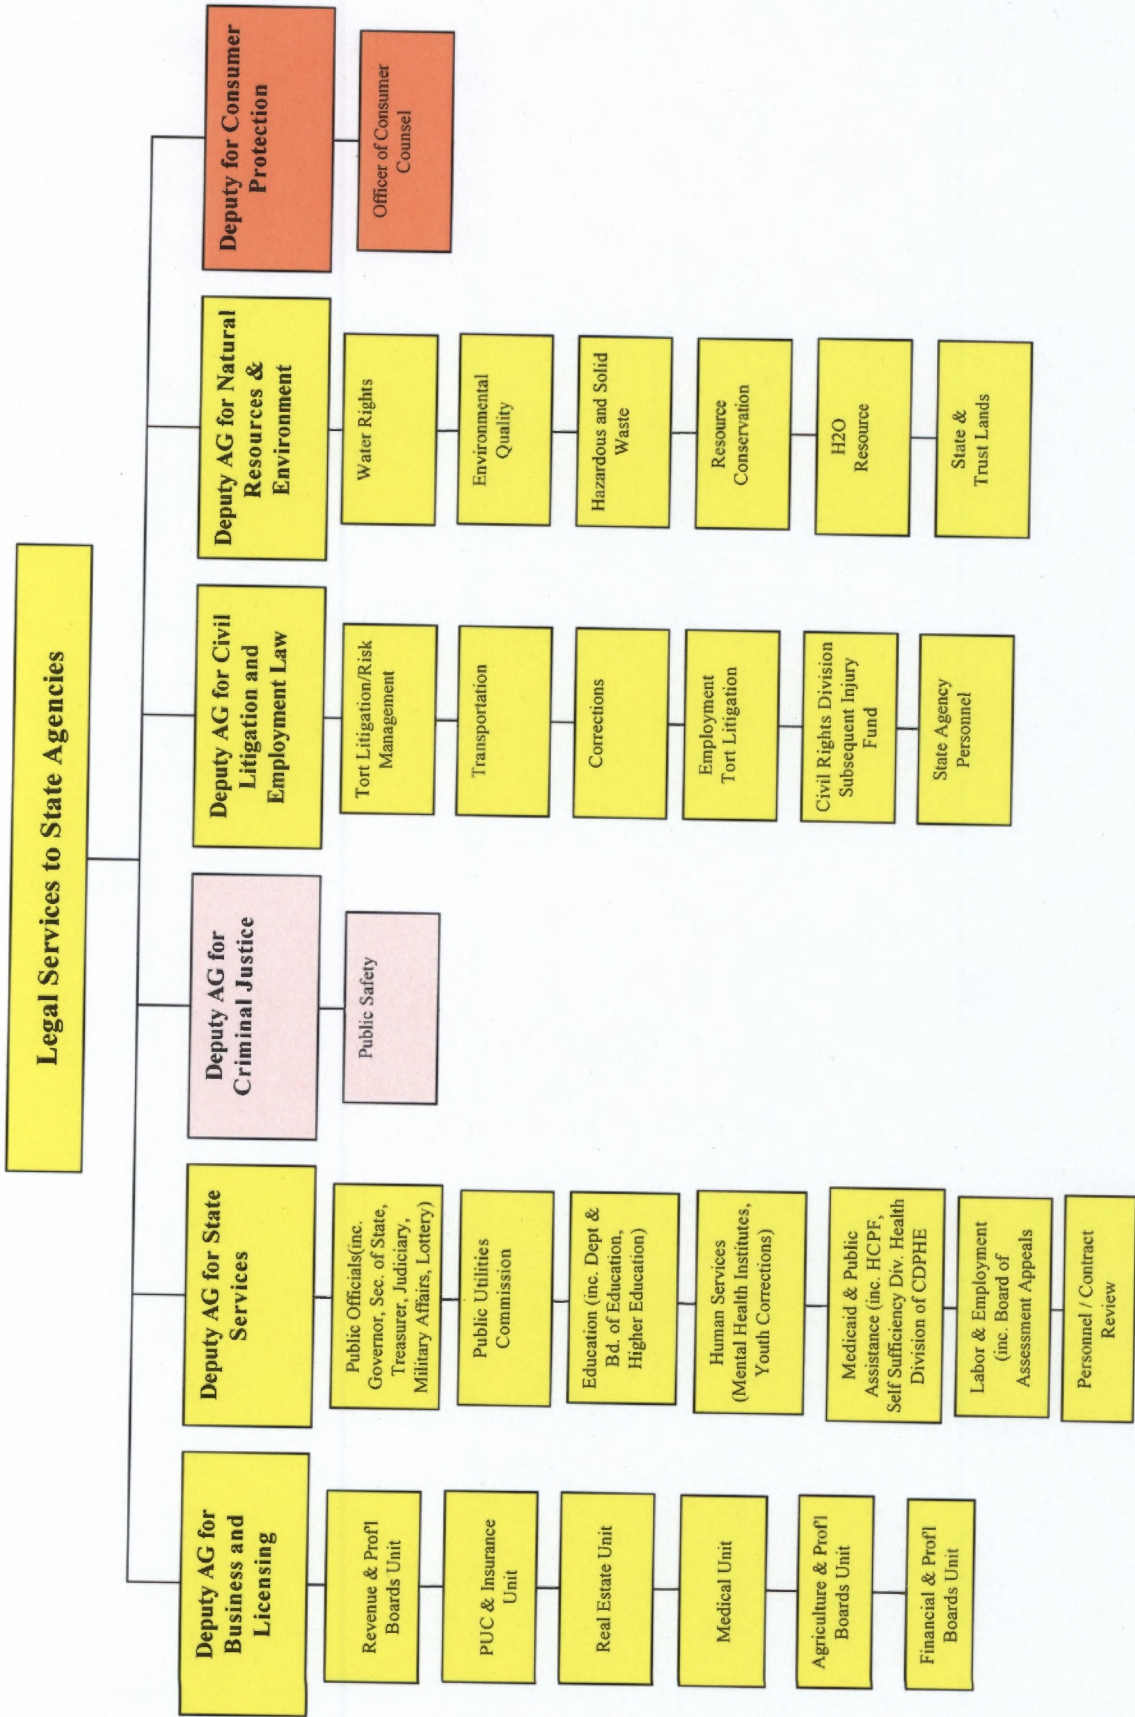 Legal Services to State Agencies
Deputy AG for
Business and
Licensing
Revenue & Prof'l
Boards Unit
PUC & Insurance
Unit
Real Estate Unit
Medical Unit
Agriculture & Prof'l
Boards Unit
Financial & Prof'l
Boards Unit
Deputy AG for State
Services
Public Officials(inc.
Governor, Sec. of State,
Treasurer, Judiciary,
Military Affairs, Lottery)
Public Utilities
Commission
Education (inc. Dept &
Bd. of Education,
Higher Education)
Human Services
(Mental Health Institutes,
Youth Corrections)
Medicaid & Public
Assistance (inc. HCPF,
Self Sufficiency Div. Health
Division of CDPHE
Labor & Employment
(inc. Board of
Assessment Appeals
Personnel / Contract
Review
Deputy AG for
Criminal Justice
Public Safety
Deputy AG for Civil
Litigation and
Employment Law
Tort Litigation/Risk
Management
Transportation
Corrections
Employment
Tort Litigation
Civil Rights Division
Subsequent Injury
Fund
State Agency
Personnel
Deputy AG for Natural
Resources &
Environment
Water Rights
Environmental
Quality
Hazardous and Solid
Waste
Resource
Conservation
H2O
Resource
State &
Trust Lands
Deputy for Consumer
Protection
Officer of Consumer
Counsel